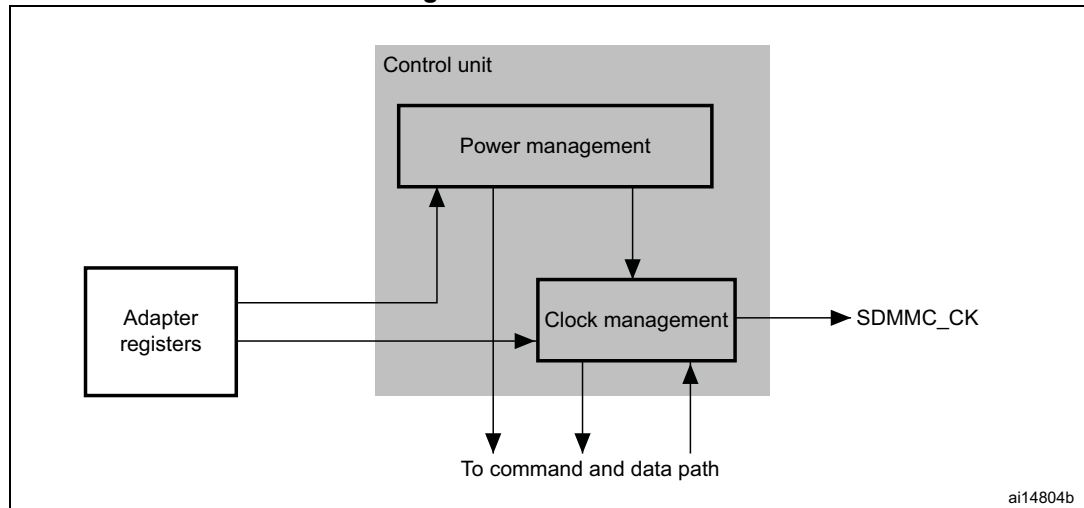 Control unit
Power management
Adapter
registers
Clock management
SDMMC_CK
To command and data path
ai14804b